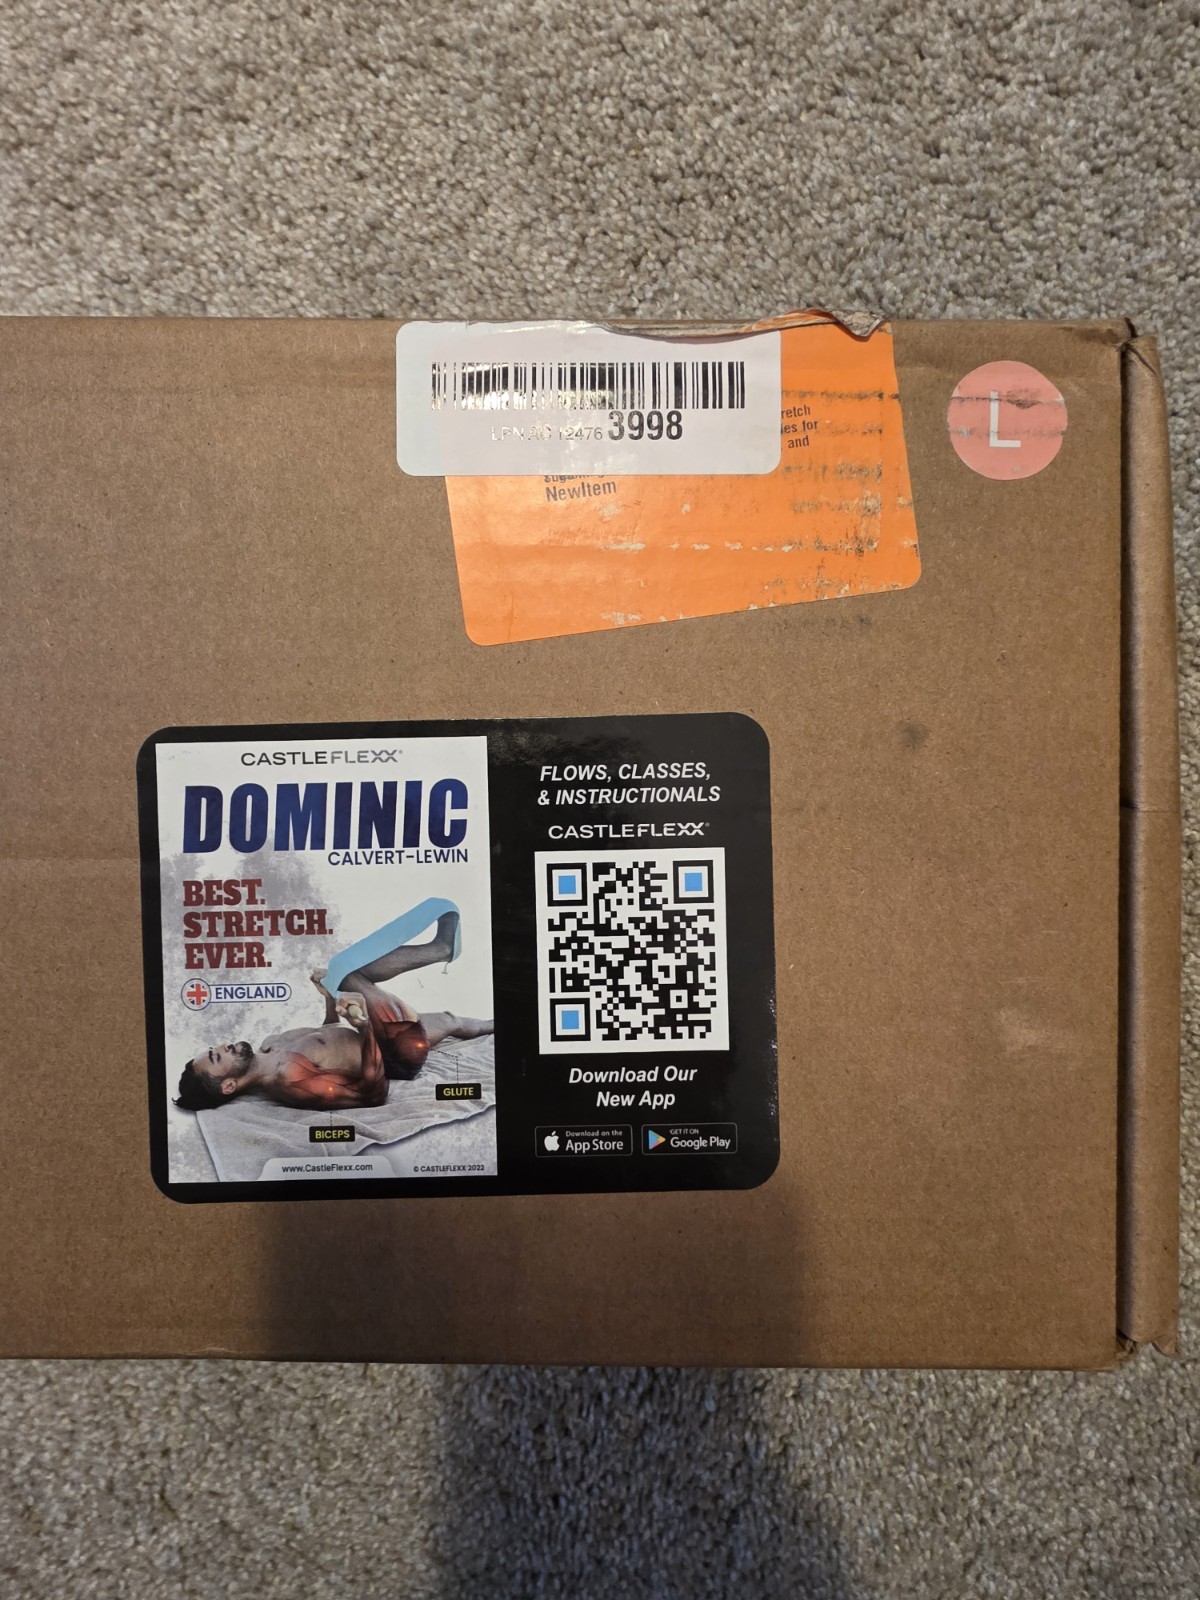 LPNAG 12476 3998
retch
es for
and
NewItem
L
CASTLEFLEXX®
DOMINIC
CALVERT-LEWIN
BEST.
STRETCH.
EVER.
ENGLAND
GLUTE
BICEPS
www.CastleFlexx.com
© CASTLEFLEXX 2022
FLOWS, CLASSES,
& INSTRUCTIONALS
CASTLEFLEXX®
Download Our
New App
Download on the
App Store
GET IT ON
Google Play